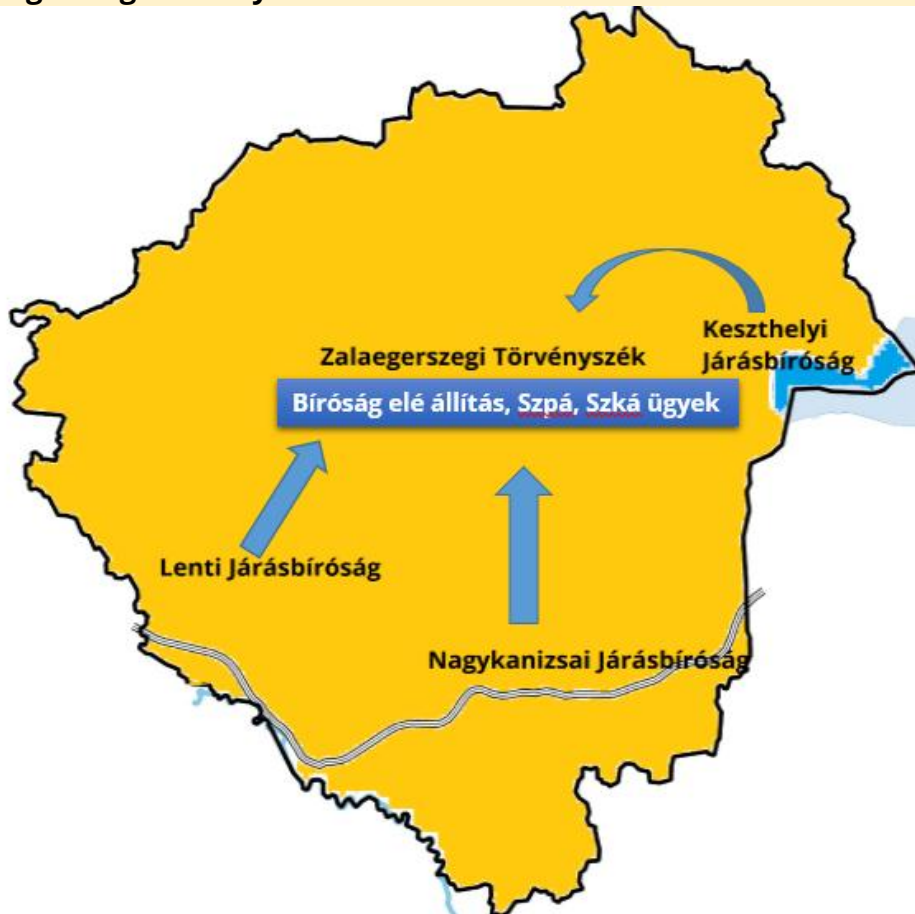 Keszthelyi
Járásbíróság
Zalaegerszegi Törvényszék
Bíróság elé állítás, Szpá, Szká ügyek
Lenti Járásbíróság
Nagykanizsai Járásbíróság